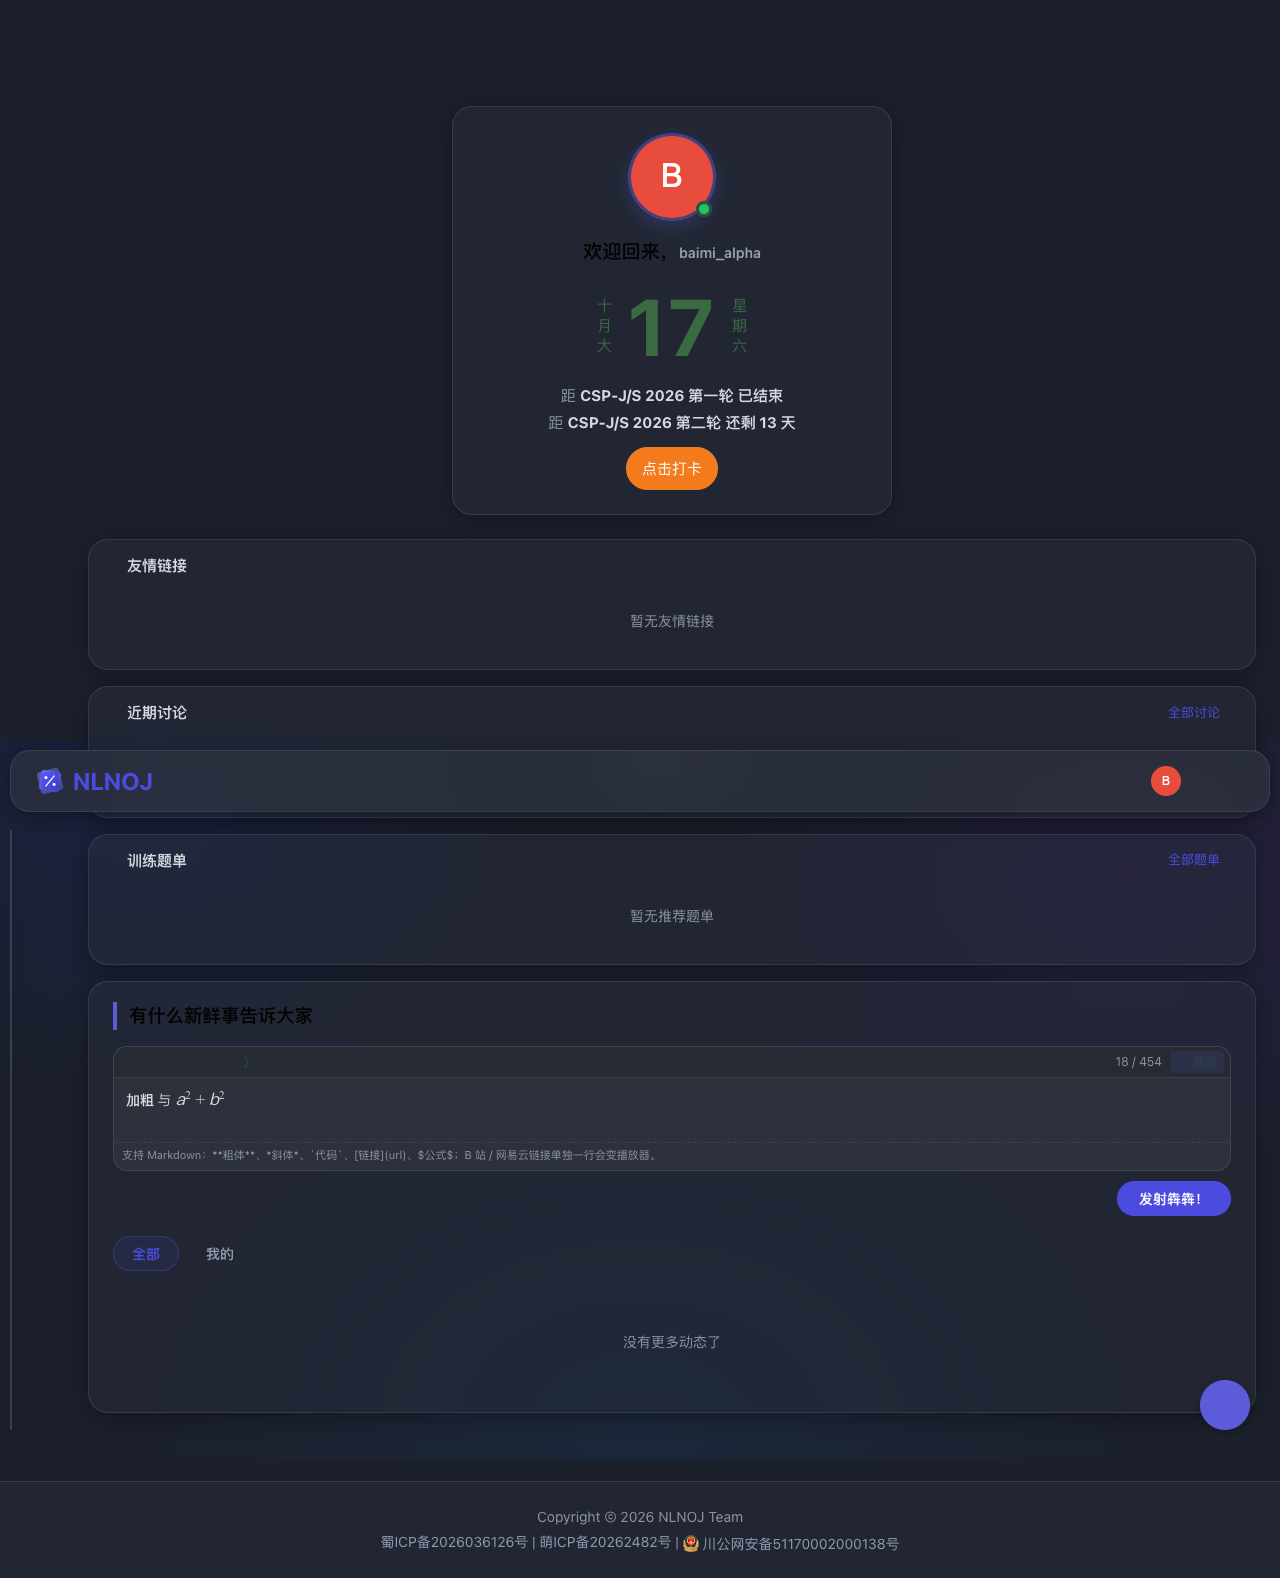 B
欢迎回来，baimi_alpha
十月大 17 星期六
距 CSP-J/S 2026 第一轮 已结束
距 CSP-J/S 2026 第二轮 还剩 13 天
点击打卡
友情链接
暂无友情链接
近期讨论 全部讨论
NLNOJ B
训练题单 全部题单
暂无推荐题单
有什么新鲜事告诉大家
∑ 18 / 454
加粗 与 a² + b²
支持 Markdown：**粗体**、*斜体*、`代码`、[链接](url)、$公式$；B 站 / 网易云链接单独一行会变播放器。
发射犇犇！
全部 我的
没有更多动态了
Copyright © 2026 NLNOJ Team
蜀ICP备2026036126号 | 萌ICP备20262482号 | 川公网安备51170002000138号